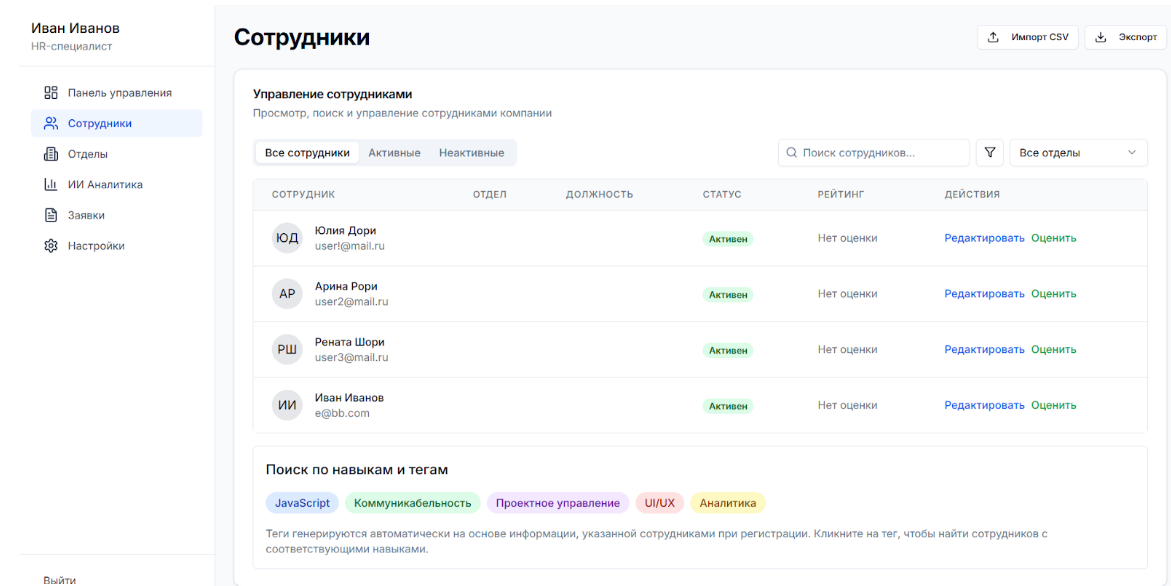 Иван Иванов
HR-специалист
Панель управления
Сотрудники
Отделы
ИИ Аналитика
Заявки
Настройки
Выйти
Сотрудники
Импорт CSV
Экспорт
Управление сотрудниками
Просмотр, поиск и управление сотрудниками компании
Все сотрудники Активные Неактивные
Поиск сотрудников...
Все отделы
СОТРУДНИК ОТДЕЛ ДОЛЖНОСТЬ СТАТУС РЕЙТИНГ ДЕЙСТВИЯ
ЮД Юлия Дори Активен Нет оценки Редактировать Оценить
user!@mail.ru
АР Арина Рори Активен Нет оценки Редактировать Оценить
user2@mail.ru
РШ Рената Шори Активен Нет оценки Редактировать Оценить
user3@mail.ru
ИИ Иван Иванов Активен Нет оценки Редактировать Оценить
e@bb.com
Поиск по навыкам и тегам
JavaScript Коммуникабельность Проектное управление UI/UX Аналитика
Теги генерируются автоматически на основе информации, указанной сотрудниками при регистрации. Кликните на тег, чтобы найти сотрудников с
соответствующими навыками.